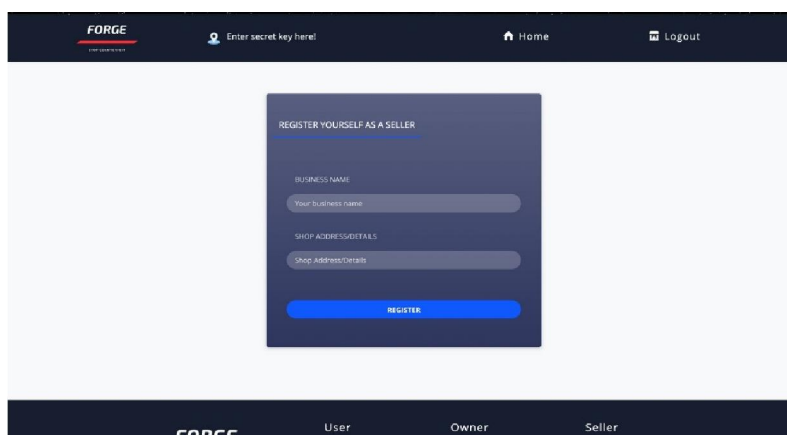 FORGE
Enter secret key here!
Home
Logout
REGISTER YOURSELF AS A SELLER
BUSINESS NAME
Your business name
SHOP ADDRESS/DETAILS
Shop Address/Details
REGISTER
FORGE
User
Owner
Seller